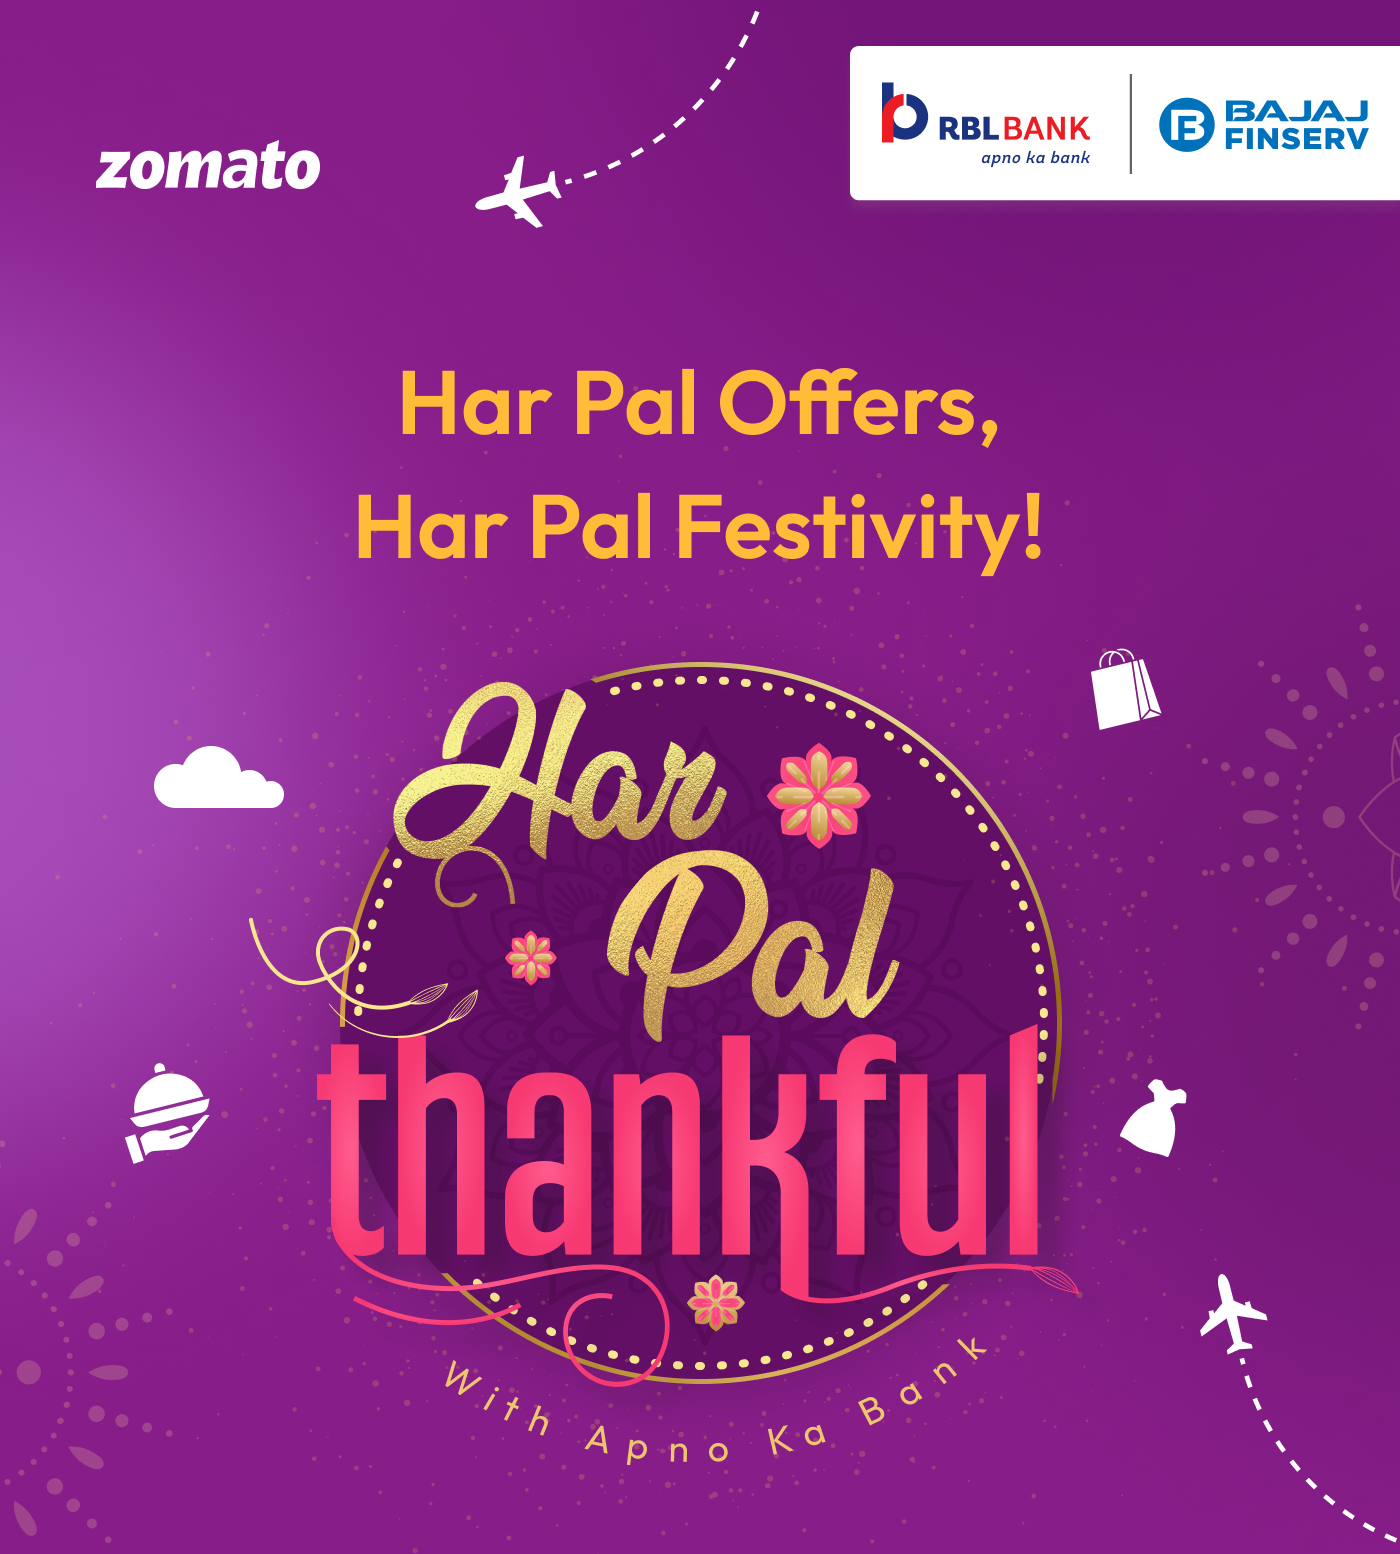 zomato
RBL BANK
apno ka bank
BAJAJ
FINSERV
Har Pal Offers,
Har Pal Festivity!
Har
Pal
thankful
With Apno Ka Bank